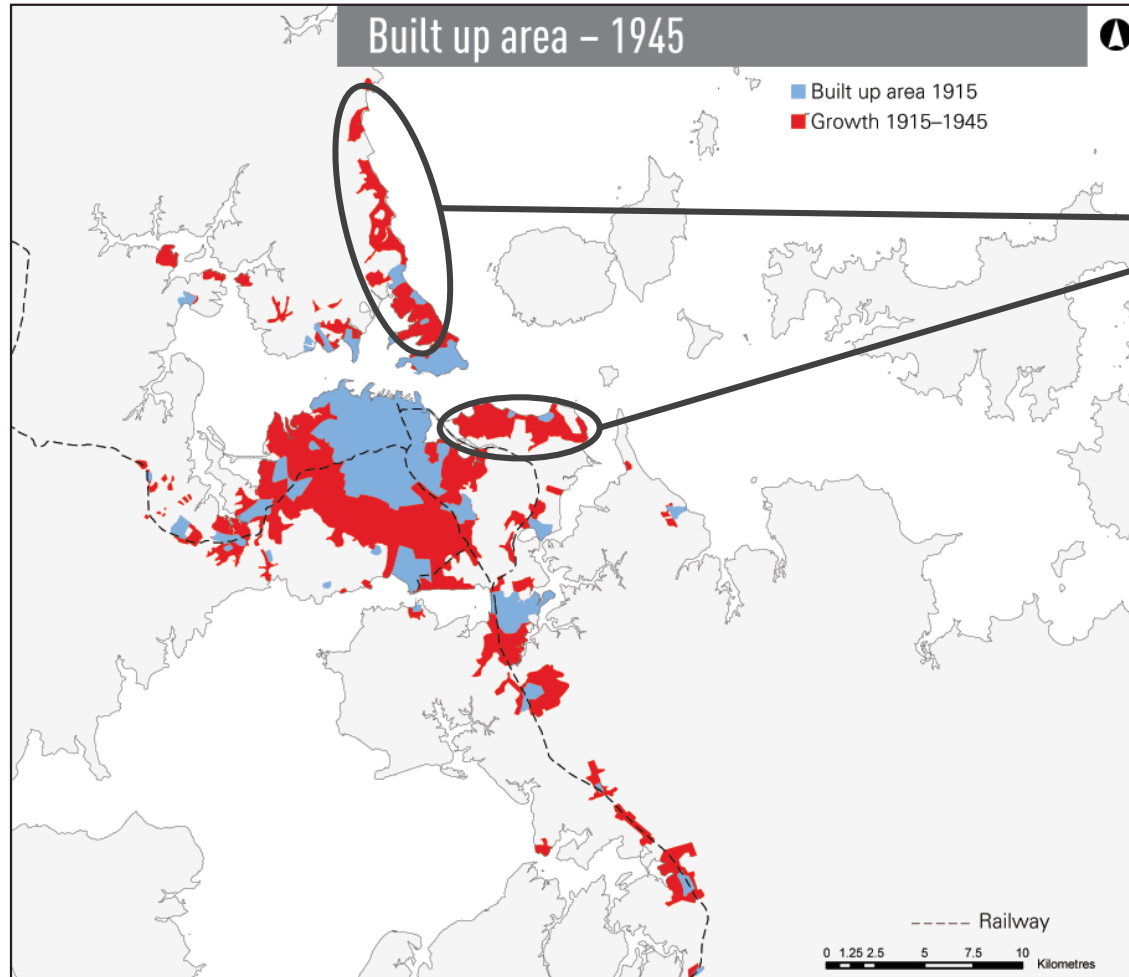 Built up area – 1945
Built up area 1915
Growth 1915–1945
Railway
0 1.25 2.5 5 7.5 10
Kilometres